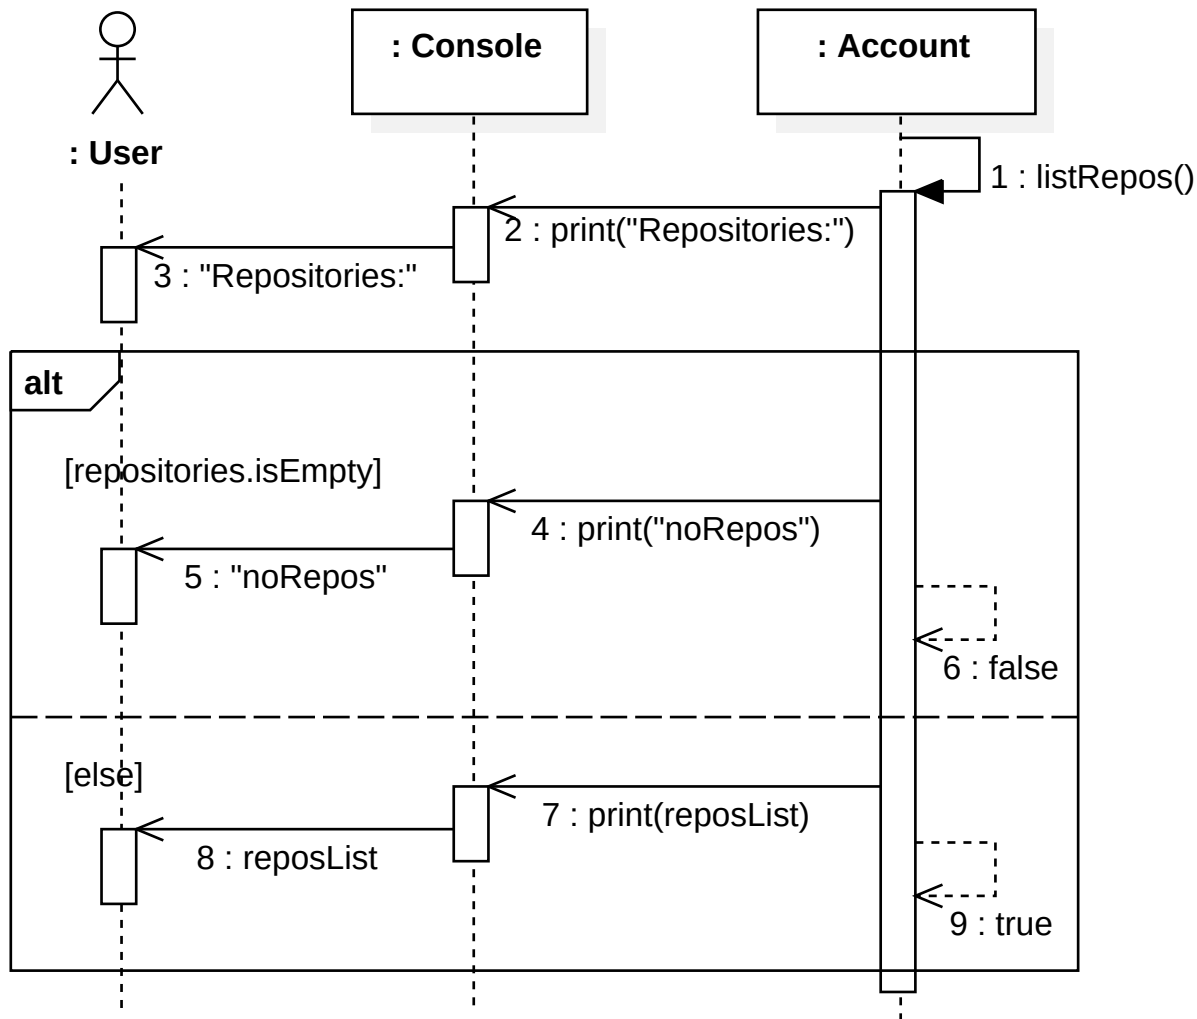 : Console
: Account
: User
1 : listRepos()
2 : print("Repositories:")
3 : "Repositories:"
alt
[repositories.isEmpty]
4 : print("noRepos")
5 : "noRepos"
6 : false
[else]
7 : print(reposList)
8 : reposList
9 : true